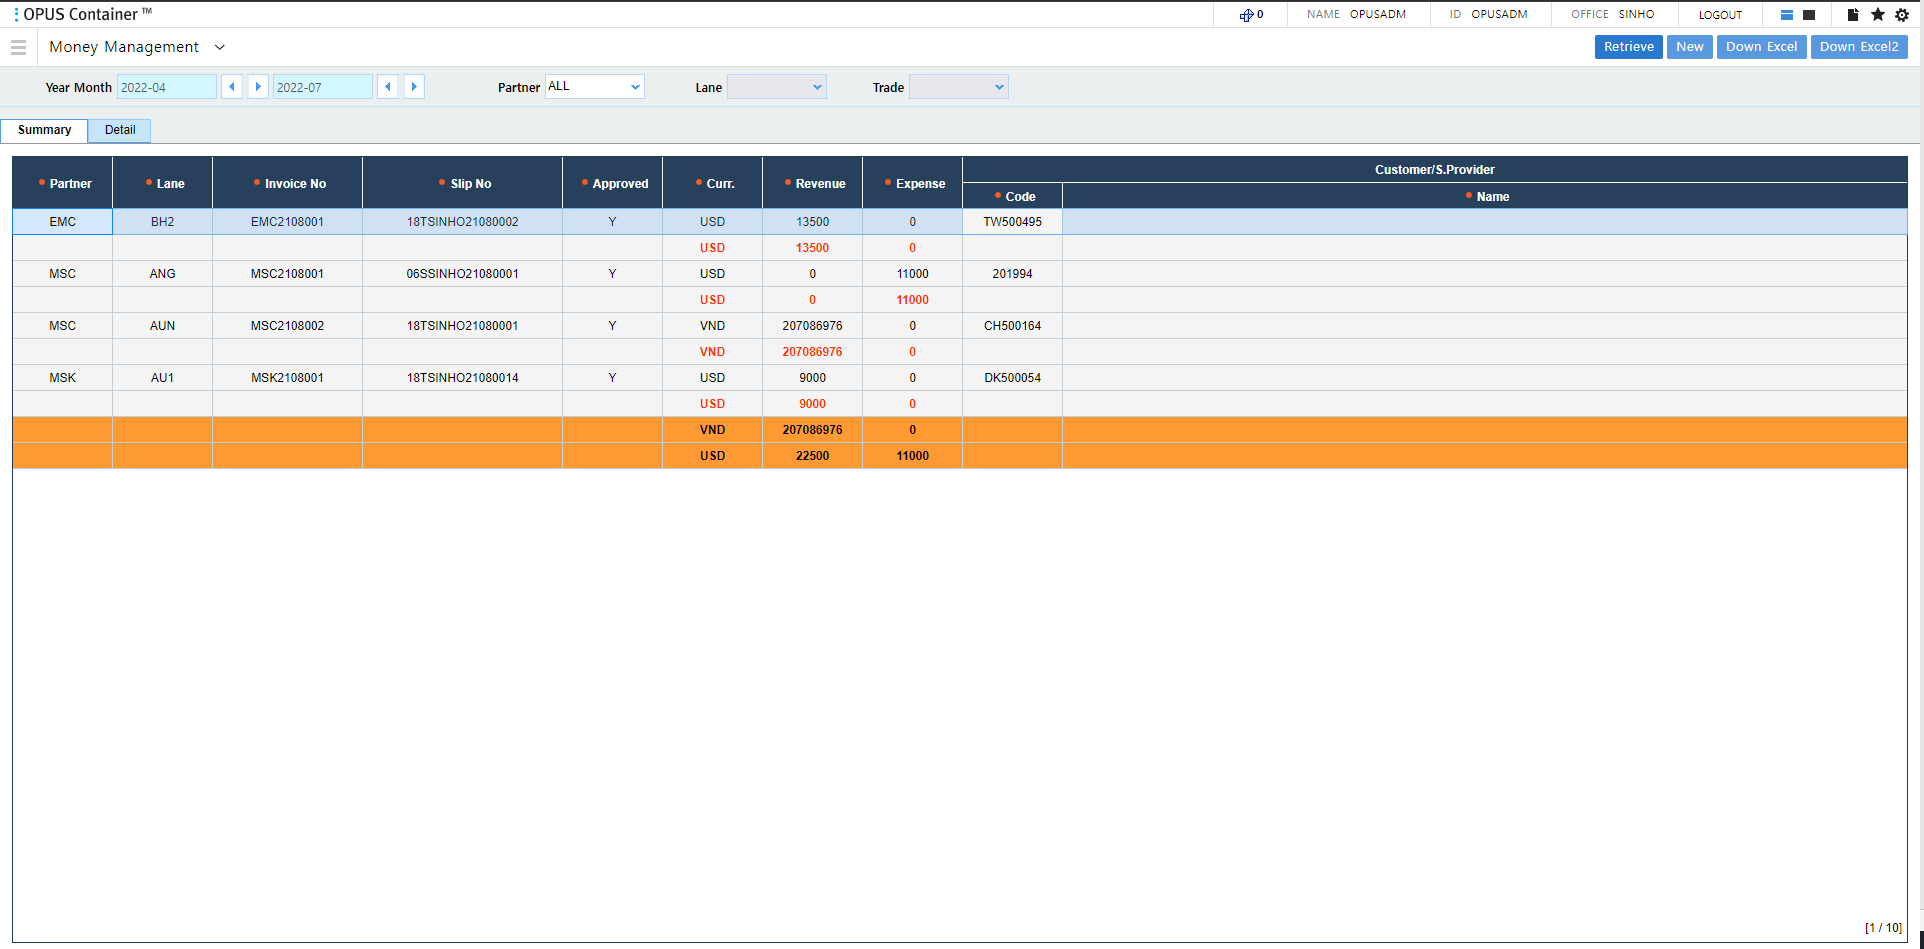 OPUS Container ™
0 NAME OPUSADM ID OPUSADM OFFICE SINHO LOGOUT
Money Management Retrieve New Down Excel Down Excel2
Year Month 2022-04 2022-07 Partner ALL Lane Trade
Summary Detail
Partner Lane Invoice No Slip No Approved Curr. Revenue Expense Customer/S.Provider
Code Name
EMC BH2 EMC2108001 18TSINHO21080002 Y USD 13500 0 TW500495
USD 13500 0
MSC ANG MSC2108001 06SSINHO21080001 Y USD 0 11000 201994
USD 0 11000
MSC AUN MSC2108002 18TSINHO21080001 Y VND 207086976 0 CH500164
VND 207086976 0
MSK AU1 MSK2108001 18TSINHO21080014 Y USD 9000 0 DK500054
USD 9000 0
VND 207086976 0
USD 22500 11000
[1 / 10]